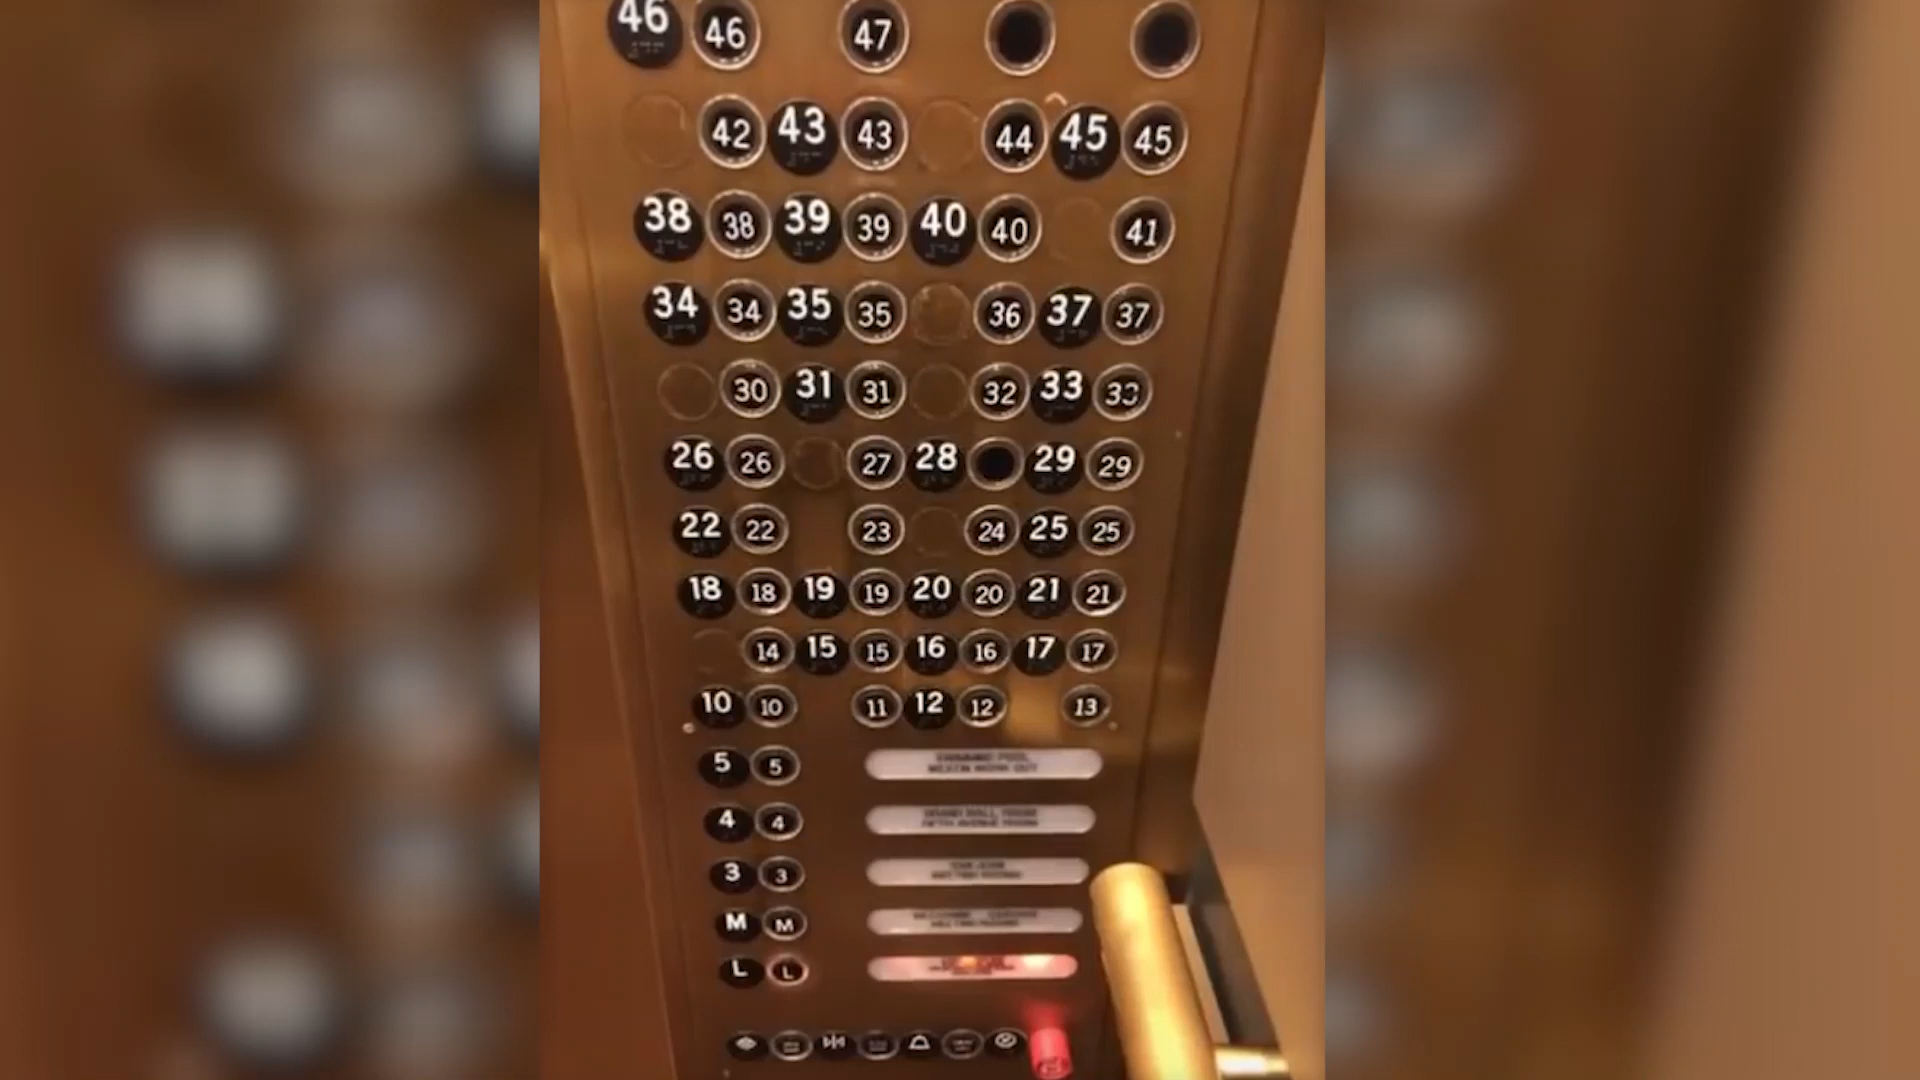 46 46 47
42 43 43 44 45 45
38 38 39 39 40 40 41
34 34 35 35 36 37 37
30 31 31 32 33 33
26 26 27 28 29 29
22 22 23 24 25 25
18 18 19 19 20 20 21 21
14 15 15 16 16 17 17
10 10 11 12 12 13
5 5
4 4
3 3
M M
L L